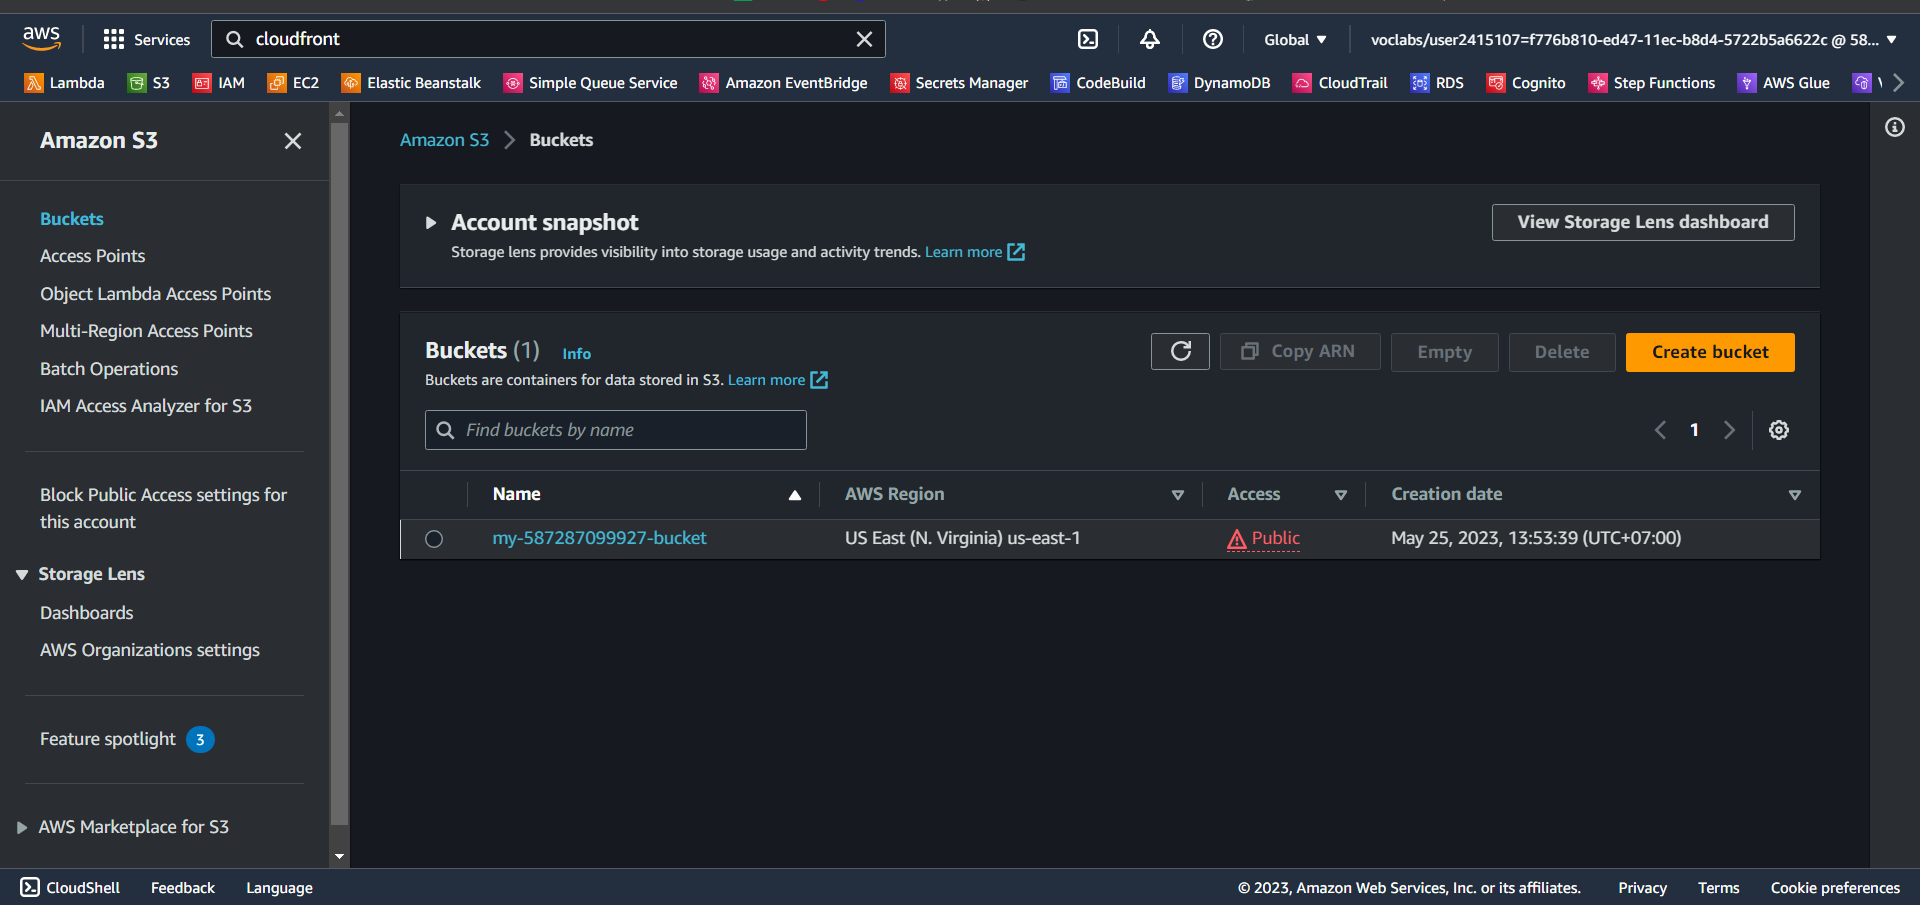 aws
Services
cloudfront
Global
voclabs/user2415107=f776b810-ed47-11ec-b8d4-5722b5a6622c @ 58...
Lambda
S3
IAM
EC2
Elastic Beanstalk
Simple Queue Service
Amazon EventBridge
Secrets Manager
CodeBuild
DynamoDB
CloudTrail
RDS
Cognito
Step Functions
AWS Glue
Amazon S3
Buckets
Access Points
Object Lambda Access Points
Multi-Region Access Points
Batch Operations
IAM Access Analyzer for S3
Block Public Access settings for
this account
Storage Lens
Dashboards
AWS Organizations settings
Feature spotlight 3
AWS Marketplace for S3
Amazon S3 > Buckets
Account snapshot
Storage lens provides visibility into storage usage and activity trends. Learn more
View Storage Lens dashboard
Buckets (1) Info
Buckets are containers for data stored in S3. Learn more
Copy ARN
Empty
Delete
Create bucket
Find buckets by name
1
Name AWS Region Access Creation date
my-587287099927-bucket US East (N. Virginia) us-east-1 Public May 25, 2023, 13:53:39 (UTC+07:00)
CloudShell Feedback Language
© 2023, Amazon Web Services, Inc. or its affiliates. Privacy Terms Cookie preferences